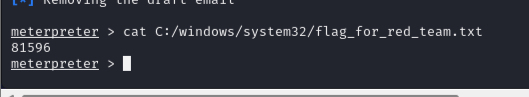 [*] Removing the draft email
meterpreter > cat C:/windows/system32/flag_for_red_team.txt
81596
meterpreter >